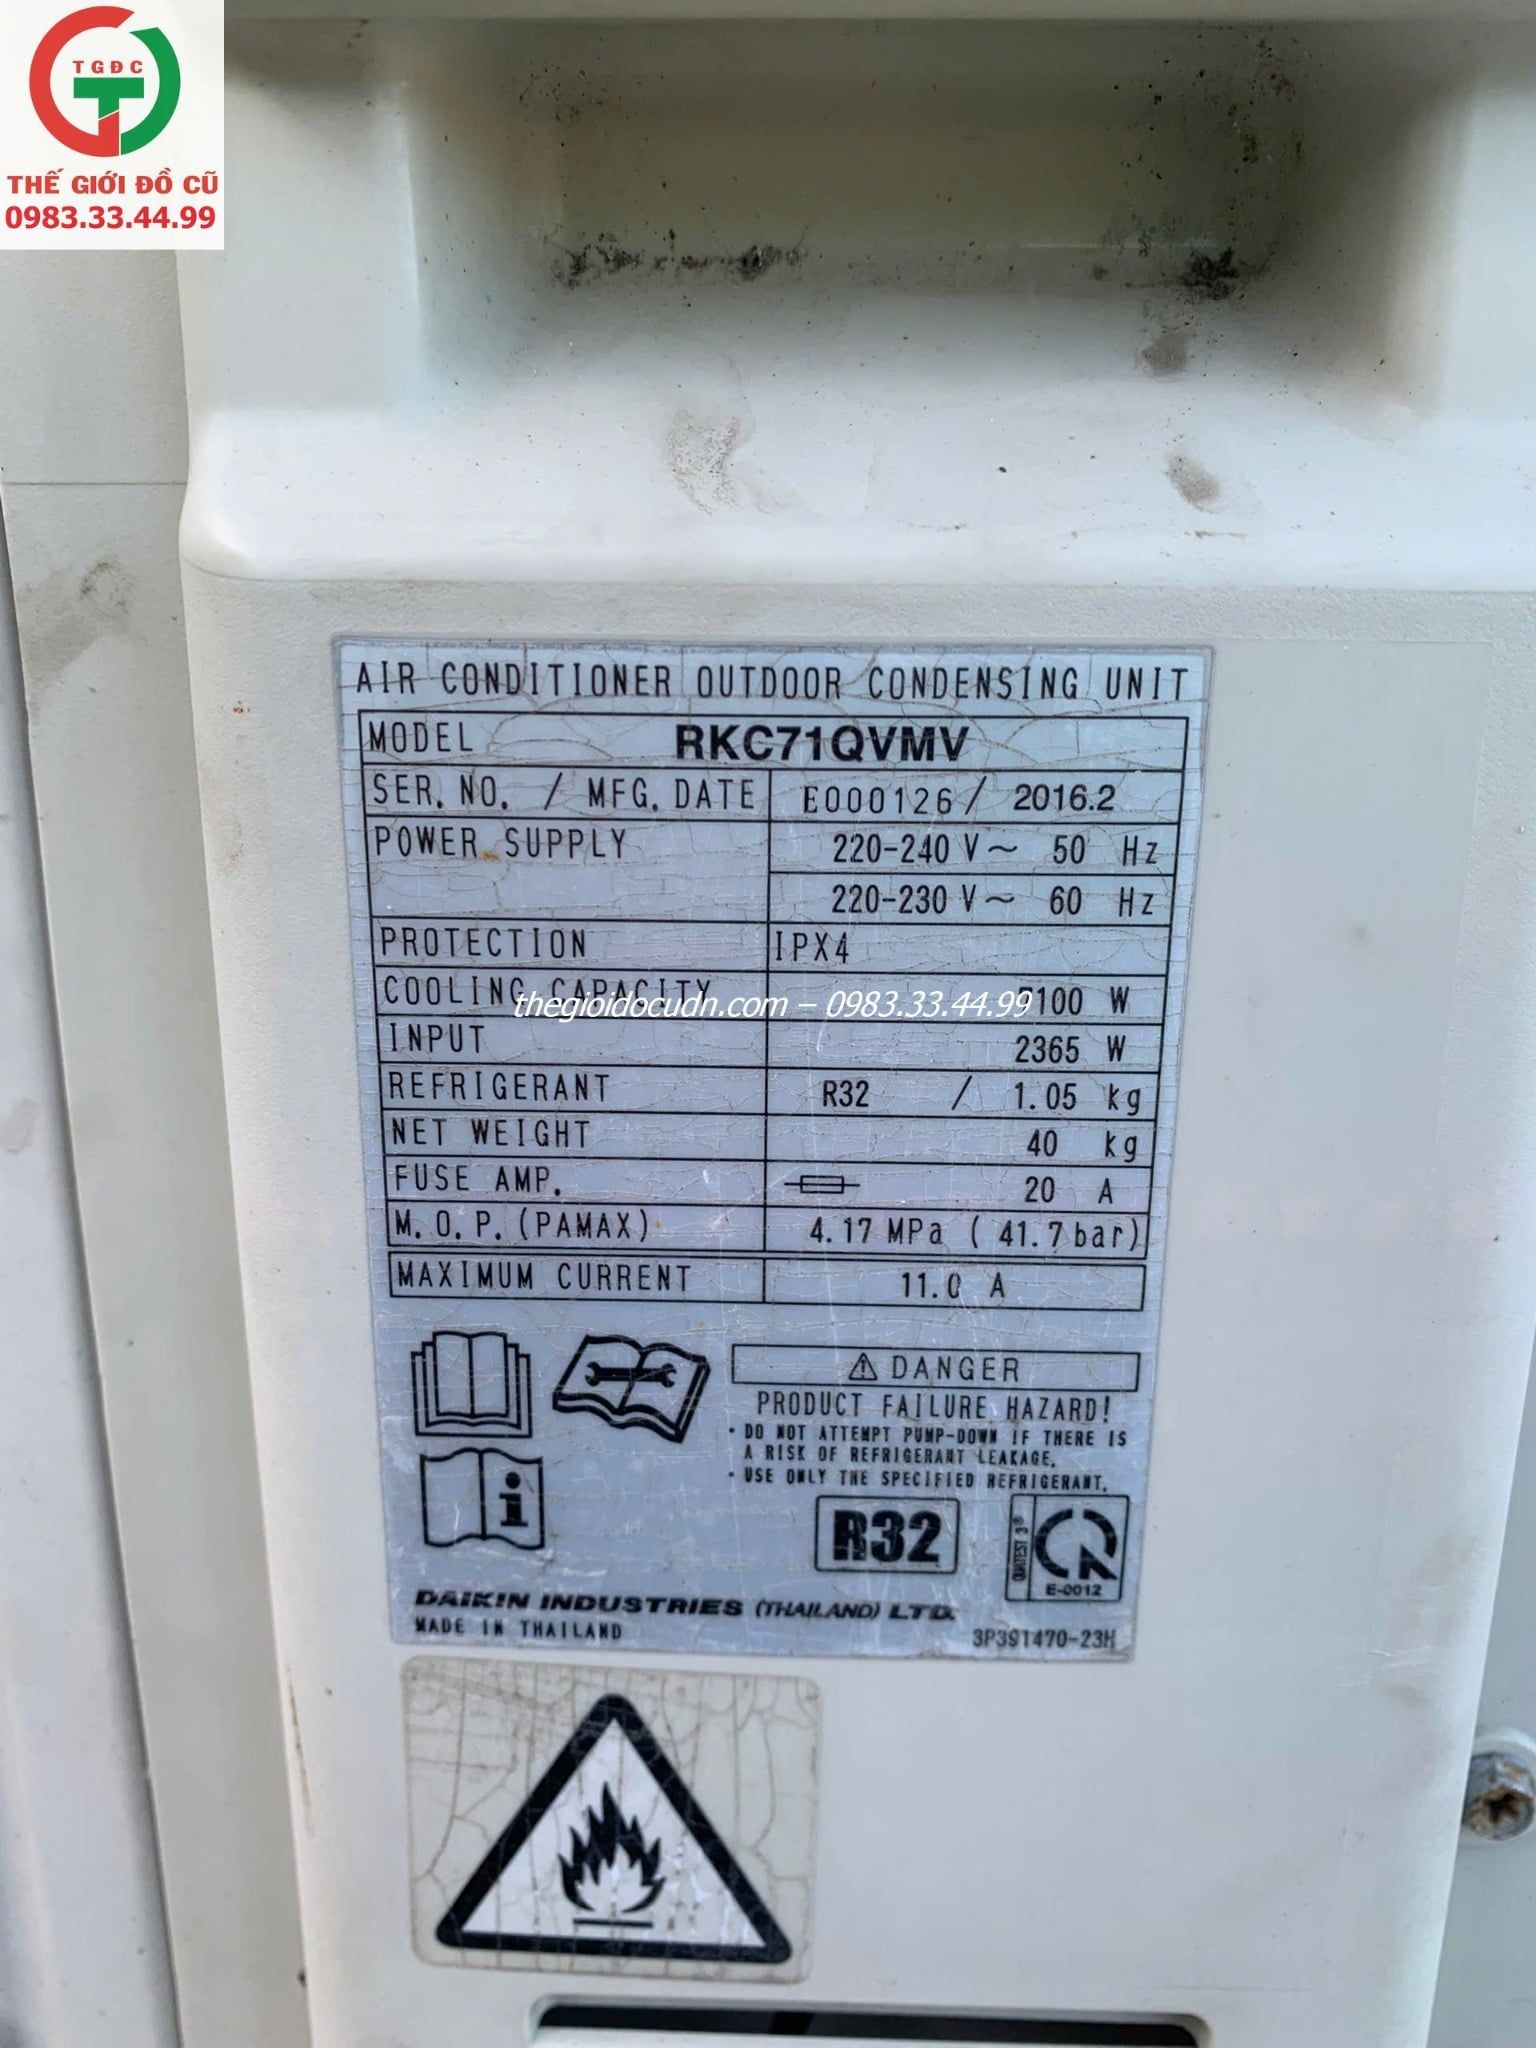 TGĐC
THẾ GIỚI ĐỒ CŨ
0983.33.44.99
AIR CONDITIONER OUTDOOR CONDENSING UNIT
MODEL RKC71QVMV
SER. NO. / MFG. DATE E000126 / 2016.2
POWER SUPPLY 220-240 V~ 50 Hz
220-230 V~ 60 Hz
PROTECTION IPX4
COOLING CAPACITY 7100 W
thegioidocudn.com – 0983.33.44.99
INPUT 2365 W
REFRIGERANT R32 / 1.05 kg
NET WEIGHT 40 kg
FUSE AMP. 20 A
M.O.P.(PAMAX) 4.17 MPa ( 41.7bar)
MAXIMUM CURRENT 11.0 A
⚠ DANGER
PRODUCT FAILURE HAZARD!
・DO NOT ATTEMPT PUMP-DOWN IF THERE IS
A RISK OF REFRIGERANT LEAKAGE.
・USE ONLY THE SPECIFIED REFRIGERANT.
i
R32
QUATEST 3®
CR
E-0012
DAIKIN INDUSTRIES (THAILAND) LTD.
MADE IN THAILAND
3P391470-23H